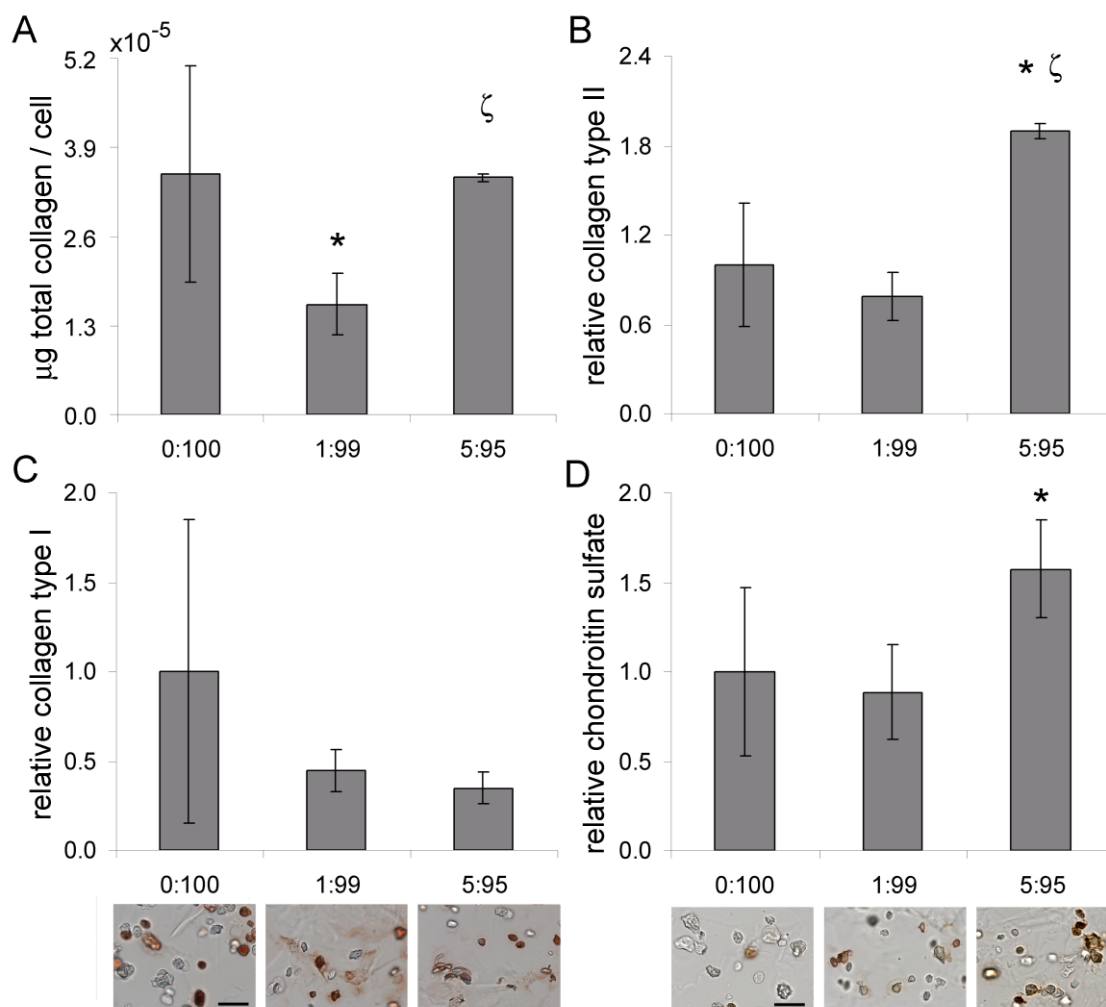 A
x10⁻⁵
5.2
3.9
2.6
1.3
0.0
µg total collagen / cell
*
ζ
0:100 1:99 5:95
B
2.4
1.8
1.2
0.6
0.0
relative collagen type II
* ζ
0:100 1:99 5:95
C
2.0
1.5
1.0
0.5
0.0
relative collagen type I
0:100 1:99 5:95
D
2.0
1.5
1.0
0.5
0.0
relative chondroitin sulfate
*
0:100 1:99 5:95